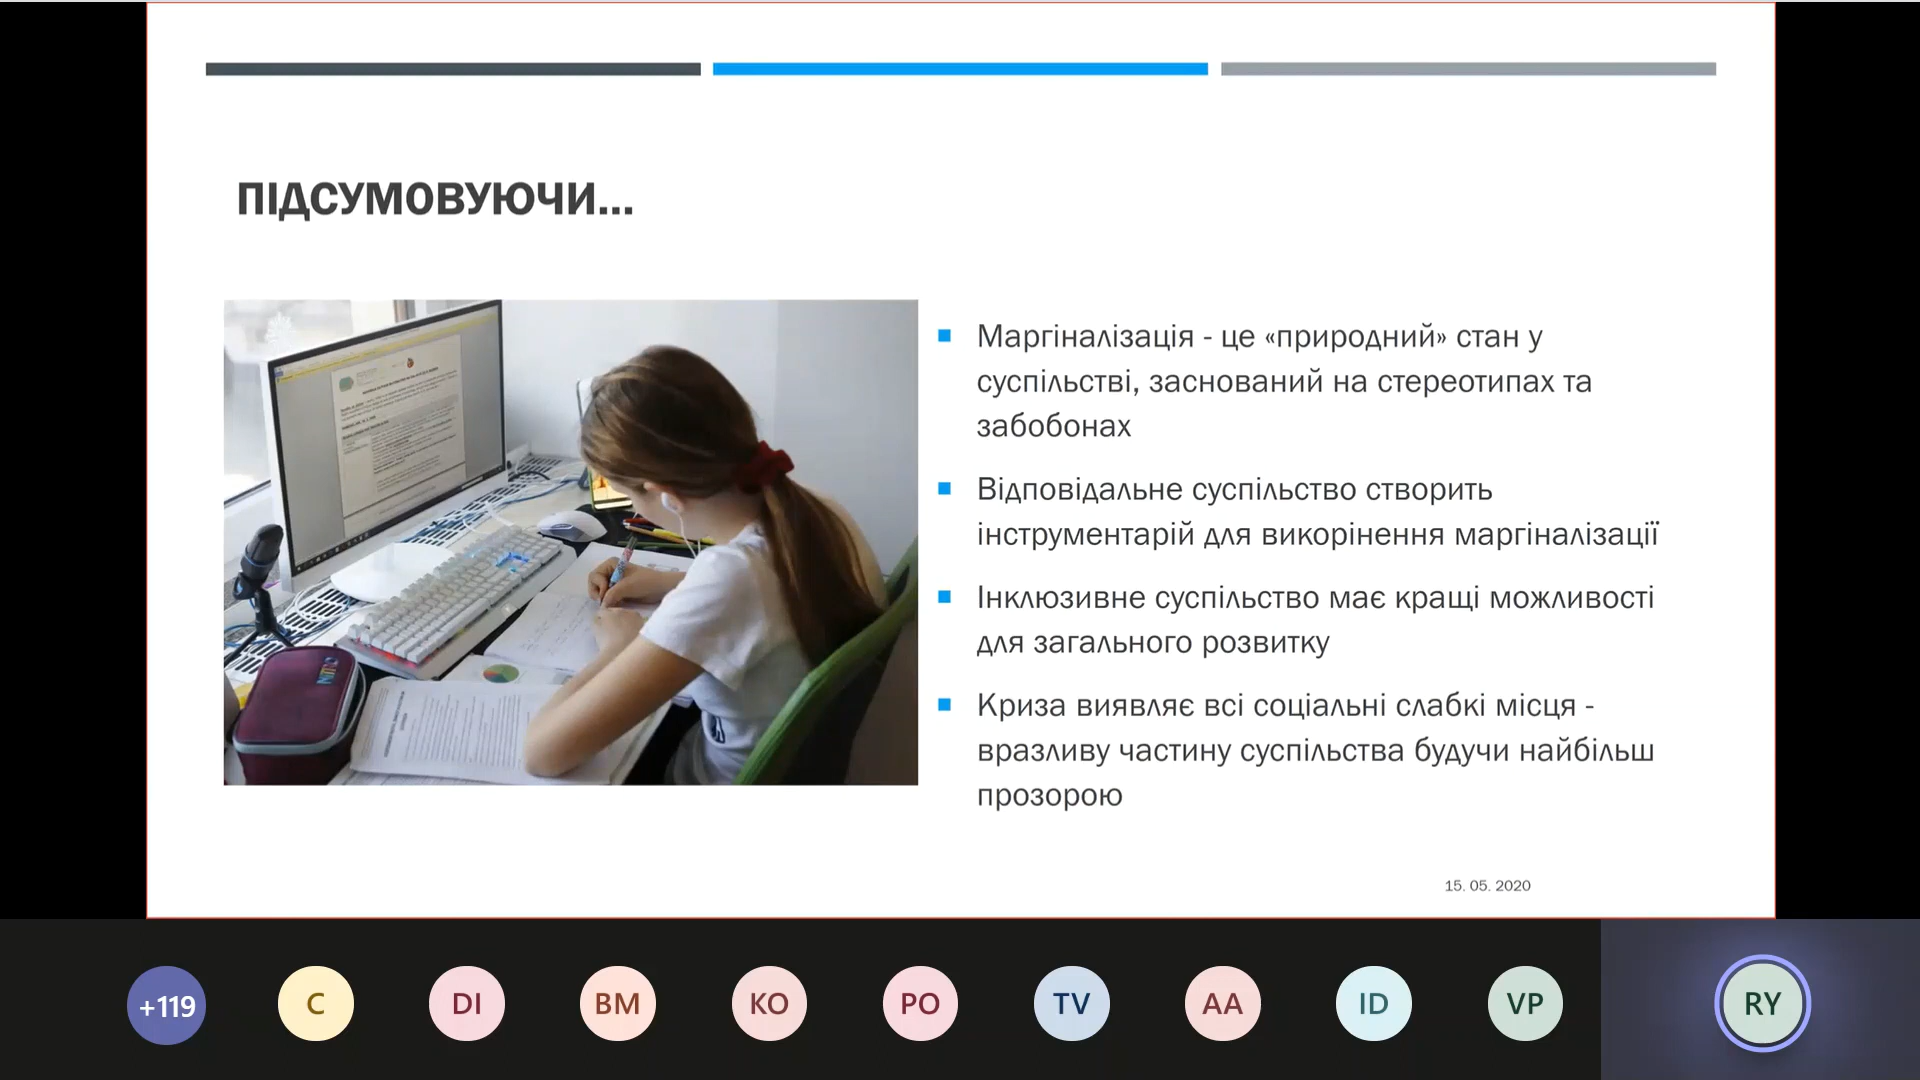 ПІДСУМОВУЮЧИ...
Маргіналізація - це «природний» стан у
суспільстві, заснований на стереотипах та
забобонах
Відповідальне суспільство створить
інструментарій для викорінення маргіналізації
Інклюзивне суспільство має кращі можливості
для загального розвитку
Криза виявляє всі соціальні слабкі місця -
вразливу частину суспільства будучи найбільш
прозорою
15. 05. 2020
+119
C
DI
BM
KO
PO
TV
AA
ID
VP
RY